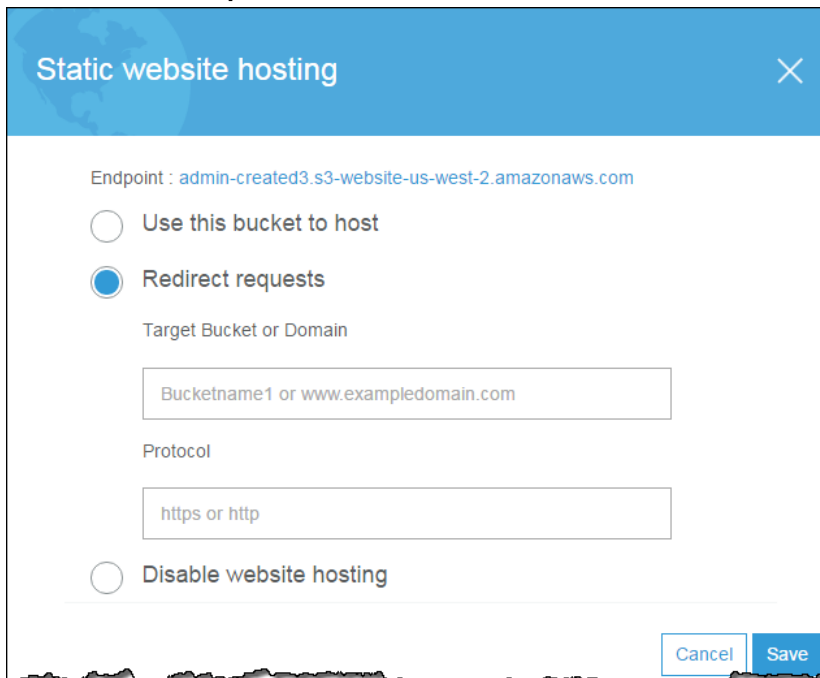 Static website hosting
Endpoint : admin-created3.s3-website-us-west-2.amazonaws.com
Use this bucket to host
Redirect requests
Target Bucket or Domain
Bucketname1 or www.exampledomain.com
Protocol
https or http
Disable website hosting
Cancel Save